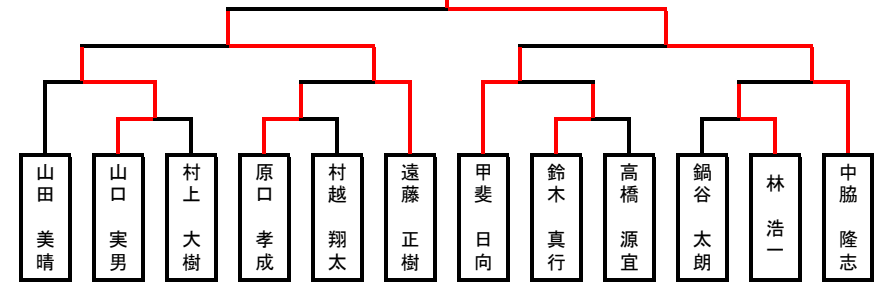 山田 美晴
山口 実男
村上 大樹
原口 孝成
村越 翔太
遠藤 正樹
甲斐 日向
鈴木 真行
高橋 源宜
鍋谷 太朗
林 浩一
中脇 隆志